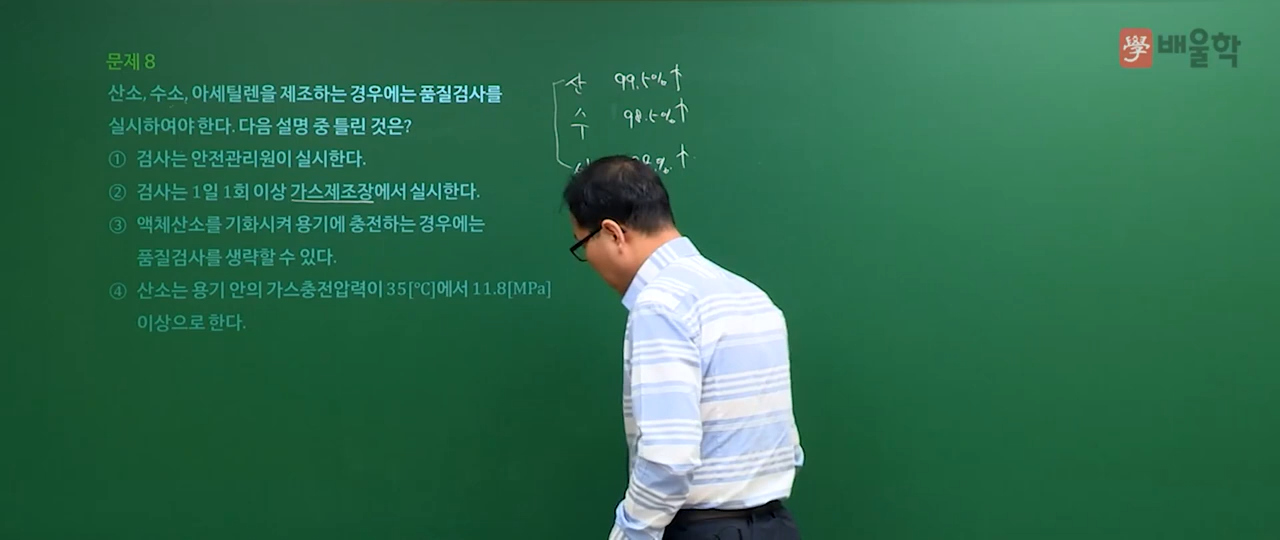 學 배울학
문제 8
산소, 수소, 아세틸렌을 제조하는 경우에는 품질검사를
실시하여야 한다. 다음 설명 중 틀린 것은?
① 검사는 안전관리원이 실시한다.
② 검사는 1일 1회 이상 가스제조장에서 실시한다.
③ 액체산소를 기화시켜 용기에 충전하는 경우에는
품질검사를 생략할 수 있다.
④ 산소는 용기 안의 가스충전압력이 35[℃]에서 11.8[MPa]
이상으로 한다.
산 99.5% ↑
수 98.5% ↑